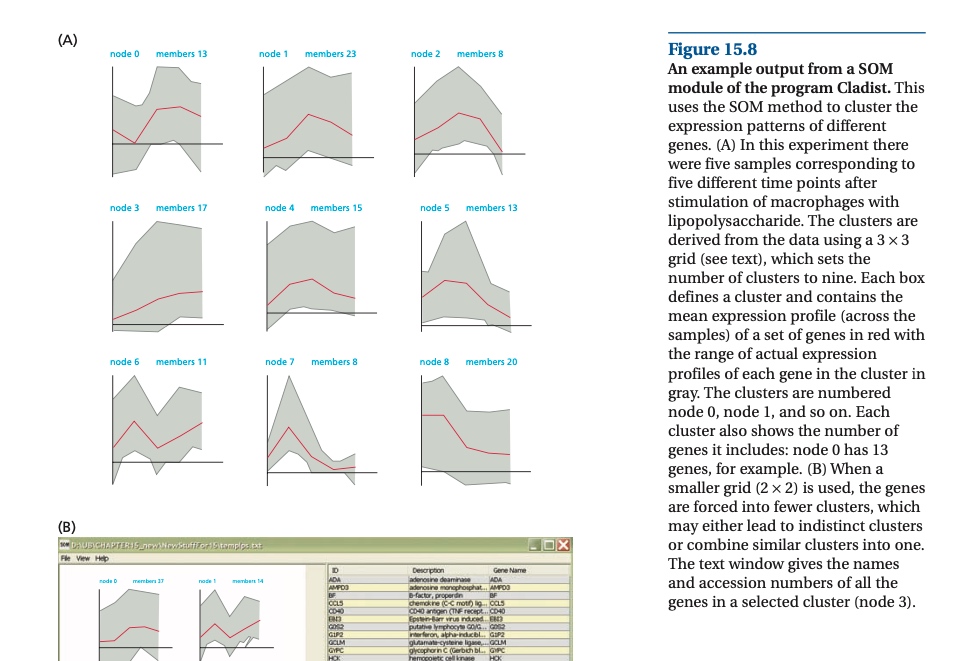 (A)
node 0 members 13
node 1 members 23
node 2 members 8
node 3 members 17
node 4 members 15
node 5 members 13
node 6 members 11
node 7 members 8
node 8 members 20
Figure 15.8
An example output from a SOM
module of the program Cladist. This
uses the SOM method to cluster the
expression patterns of different
genes. (A) In this experiment there
were five samples corresponding to
five different time points after
stimulation of macrophages with
lipopolysaccharide. The clusters are
derived from the data using a 3 × 3
grid (see text), which sets the
number of clusters to nine. Each box
defines a cluster and contains the
mean expression profile (across the
samples) of a set of genes in red with
the range of actual expression
profiles of each gene in the cluster in
gray. The clusters are numbered
node 0, node 1, and so on. Each
cluster also shows the number of
genes it includes: node 0 has 13
genes, for example. (B) When a
smaller grid (2 × 2) is used, the genes
are forced into fewer clusters, which
may either lead to indistinct clusters
or combine similar clusters into one.
The text window gives the names
and accession numbers of all the
genes in a selected cluster (node 3).
(B)
SOM D:\UB\CHAPTER15_new\NewStuffFor15\templps.txt
File View Help
node 0 members 37
node 1 members 14
ID Description Gene Name
ADA adenosine deaminase ADA
AMPD3 adenosine monophosphat... AMPD3
BF B-factor, properdin BF
CCL5 chemokine (C-C motif) lig... CCL5
CD40 CD40 antigen (TNF recept... CD40
EBI3 Epstein-Barr virus induced... EBI3
G0S2 putative lymphocyte G0/G... G0S2
G1P2 interferon, alpha-inducibl... G1P2
GCLM glutamate-cysteine ligase,... GCLM
GYPC glycophorin C (Gerbich bl... GYPC
HCK hemopoietic cell kinase HCK